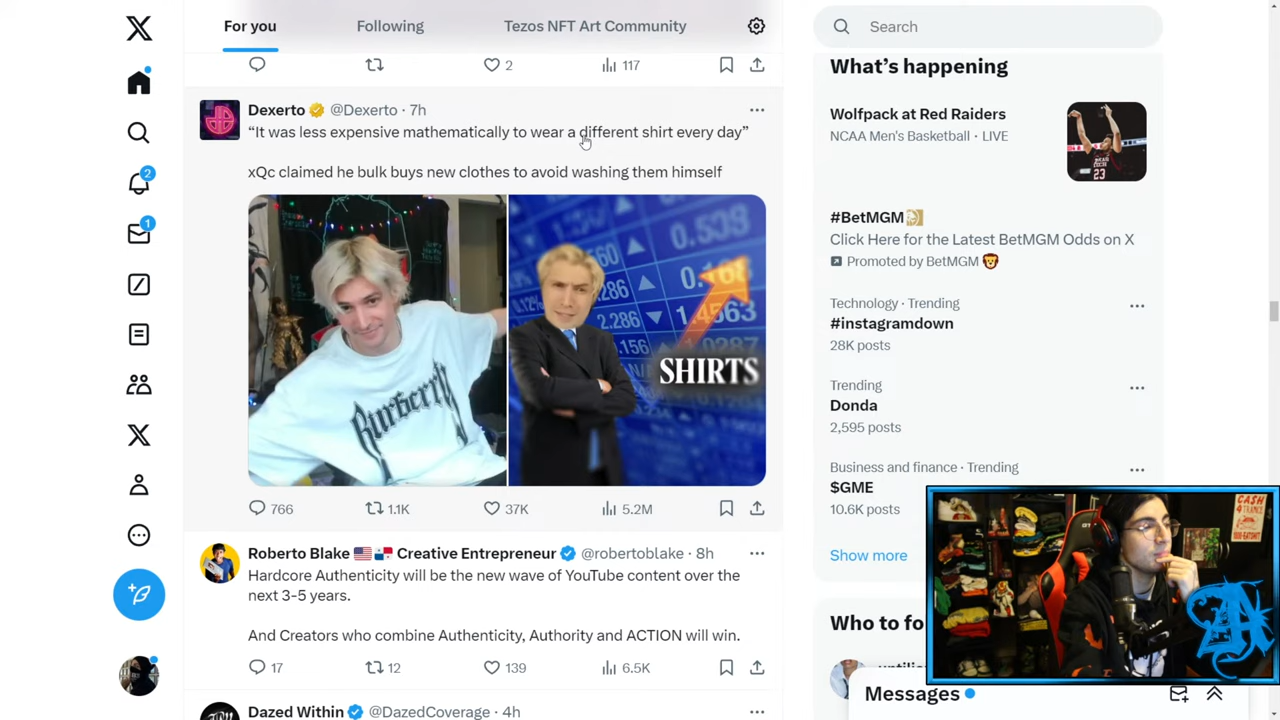 For you
Following
Tezos NFT Art Community
Search
2
117
Dexerto @Dexerto · 7h
“It was less expensive mathematically to wear a different shirt every day”
xQc claimed he bulk buys new clothes to avoid washing them himself
Burberry
SHIRTS
766
1.1K
37K
5.2M
Roberto Blake 🇺🇸 🇵🇦 Creative Entrepreneur @robertoblake · 8h
Hardcore Authenticity will be the new wave of YouTube content over the
next 3-5 years.
And Creators who combine Authenticity, Authority and ACTION will win.
17
12
139
6.5K
Dazed Within @DazedCoverage · 4h
2
1
What’s happening
Wolfpack at Red Raiders
NCAA Men's Basketball · LIVE
23
#BetMGM
Click Here for the Latest BetMGM Odds on X
Promoted by BetMGM 🦁
Technology · Trending
#instagramdown
28K posts
Trending
Donda
2,595 posts
Business and finance · Trending
$GME
10.6K posts
Show more
Who to fo
Messages